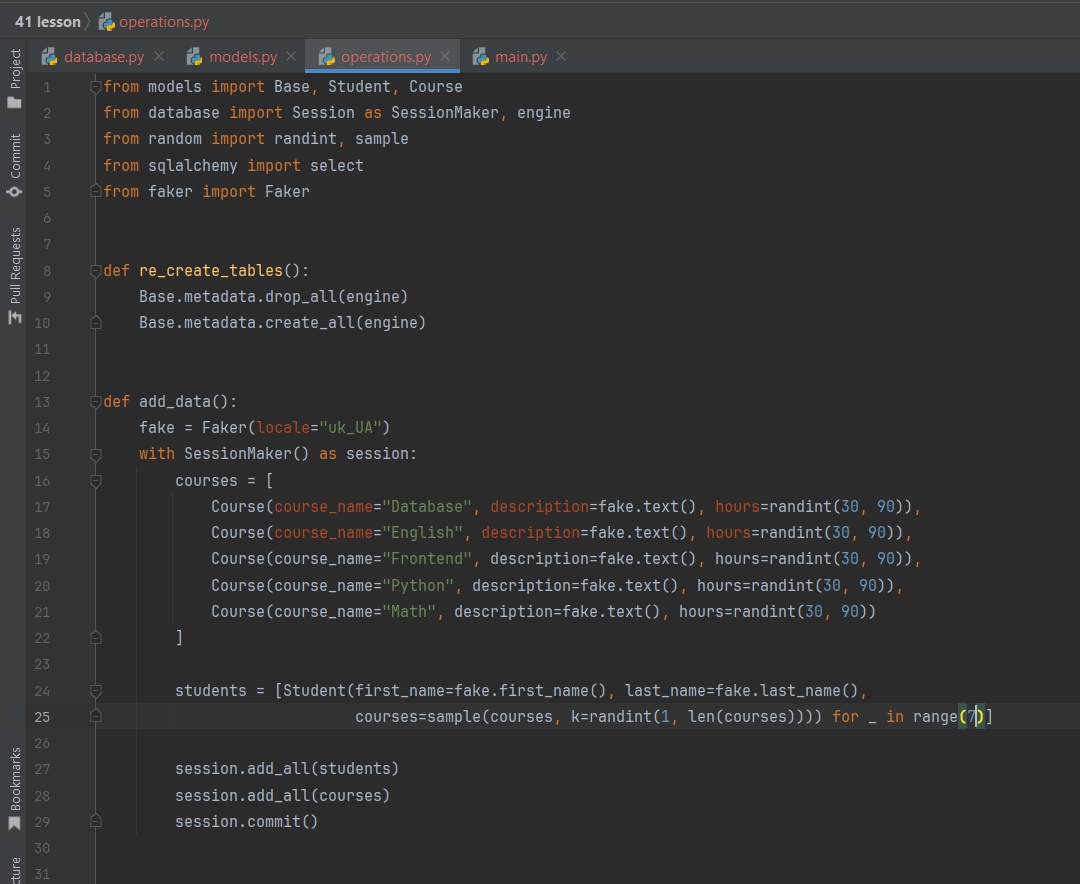 41 lesson operations.py
database.py models.py operations.py main.py
Project
Commit
Pull Requests
Bookmarks
cture
1 from models import Base, Student, Course
2 from database import Session as SessionMaker, engine
3 from random import randint, sample
4 from sqlalchemy import select
5 from faker import Faker
6
7
8 def re_create_tables():
9     Base.metadata.drop_all(engine)
10     Base.metadata.create_all(engine)
11
12
13 def add_data():
14     fake = Faker(locale="uk_UA")
15     with SessionMaker() as session:
16         courses = [
17             Course(course_name="Database", description=fake.text(), hours=randint(30, 90)),
18             Course(course_name="English", description=fake.text(), hours=randint(30, 90)),
19             Course(course_name="Frontend", description=fake.text(), hours=randint(30, 90)),
20             Course(course_name="Python", description=fake.text(), hours=randint(30, 90)),
21             Course(course_name="Math", description=fake.text(), hours=randint(30, 90))
22         ]
23
24         students = [Student(first_name=fake.first_name(), last_name=fake.last_name(),
25                             courses=sample(courses, k=randint(1, len(courses)))) for _ in range(7)]
26
27         session.add_all(students)
28         session.add_all(courses)
29         session.commit()
30
31